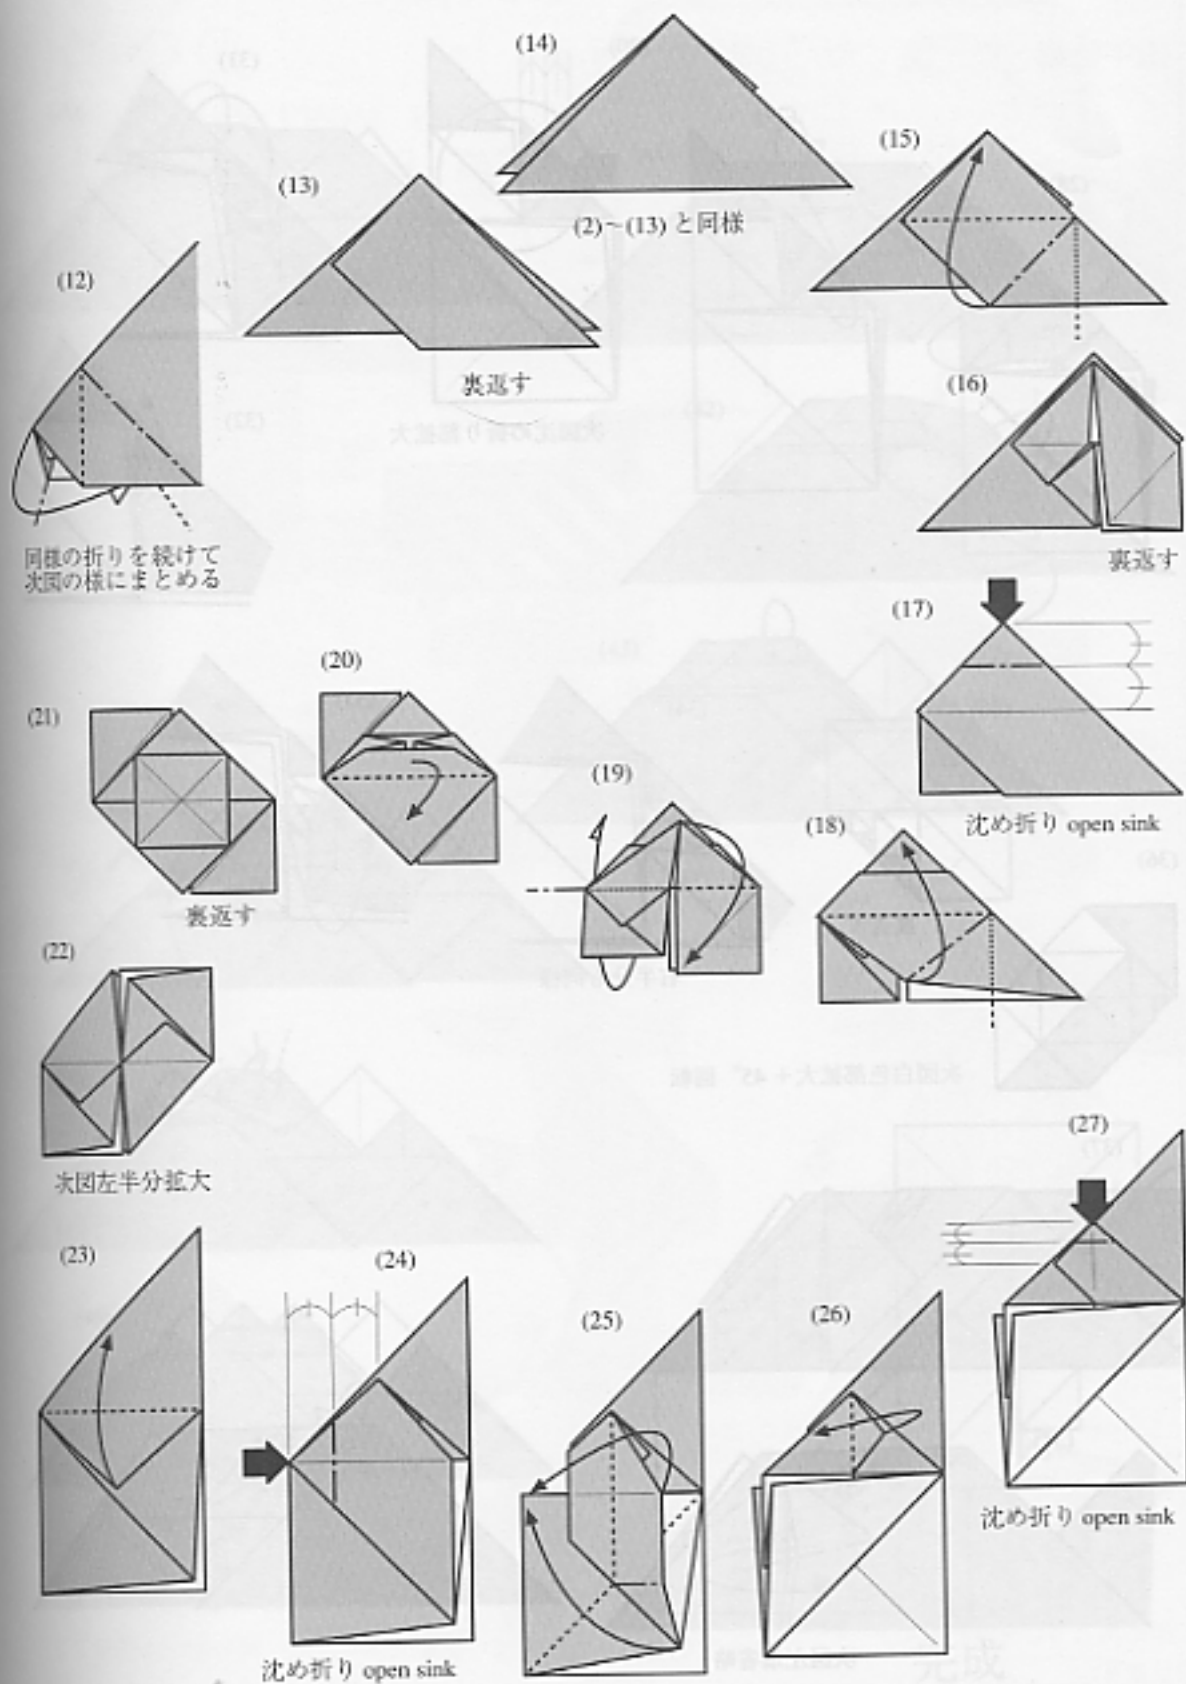 (12)
同様の折りを続けて
次図の様にまとめる
(13)
裏返す
(14)
(2)~(13) と同様
(15)
(16)
裏返す
(17)
沈め折り open sink
(18)
(19)
(20)
(21)
裏返す
(22)
次図左半分拡大
(23)
(24)
沈め折り open sink
(25)
(26)
(27)
沈め折り open sink